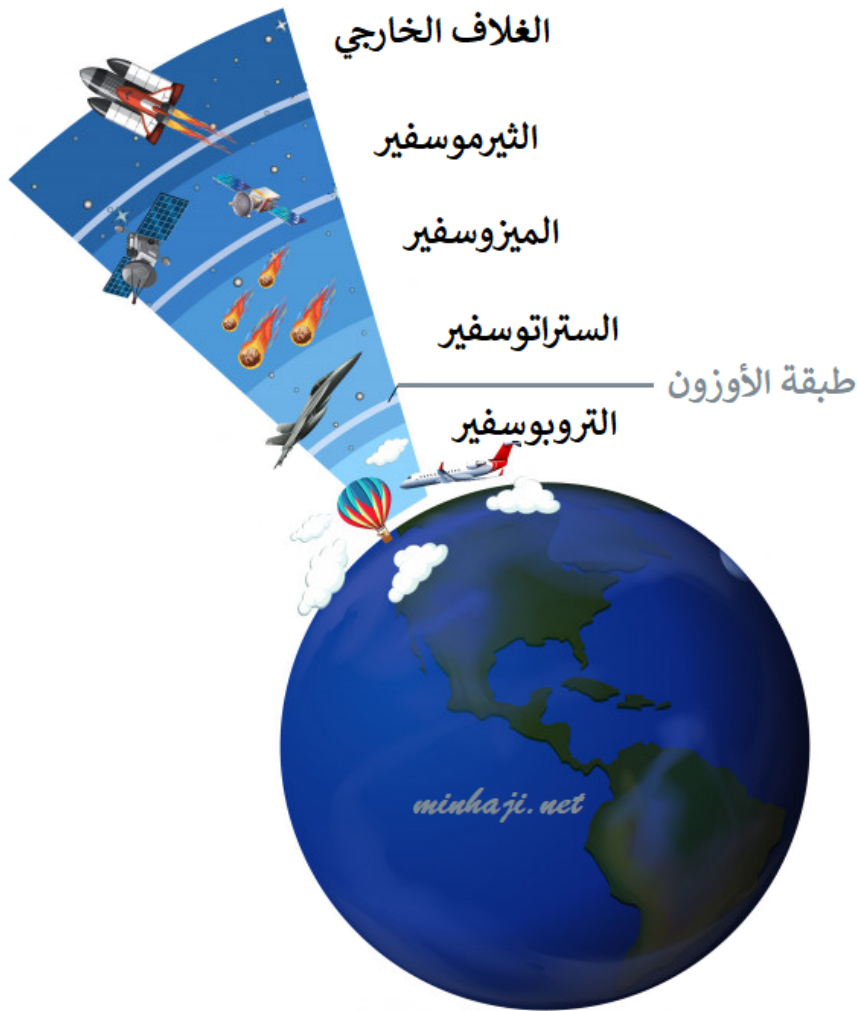 الغلاف الخارجي
الثيرموسفير
الميزوسفير
الستراتوسفير
طبقة الأوزون
التروبوسفير
minhaji.net